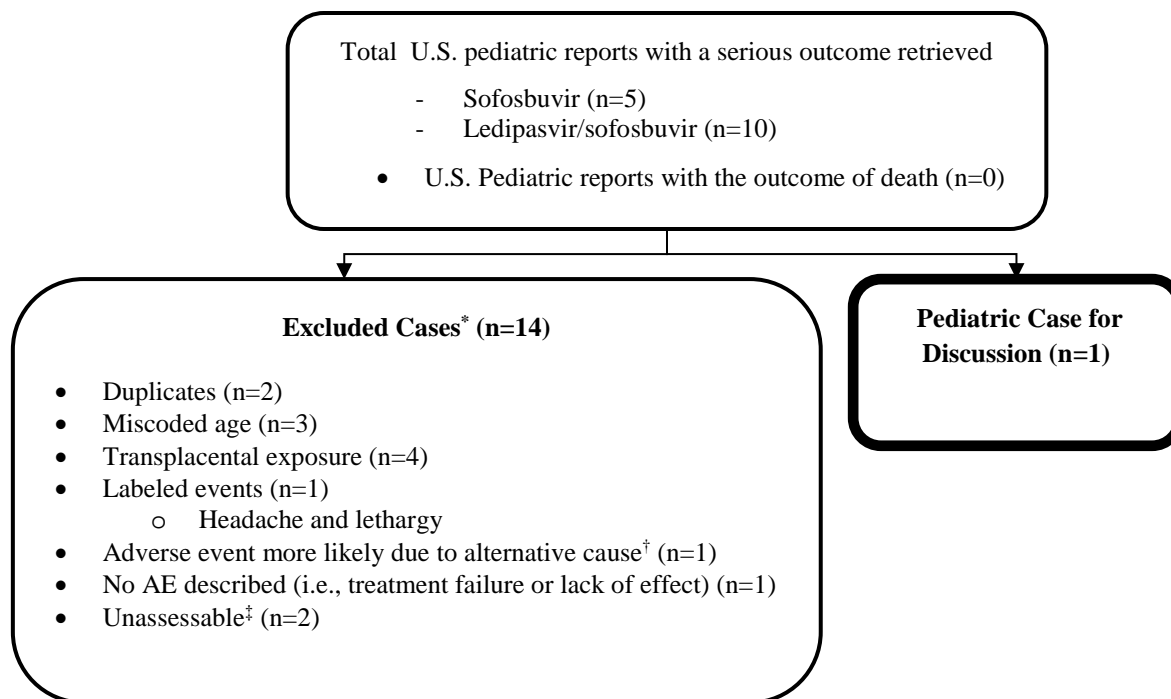 Total U.S. pediatric reports with a serious outcome retrieved
- Sofosbuvir (n=5)
- Ledipasvir/sofosbuvir (n=10)
• U.S. Pediatric reports with the outcome of death (n=0)
Excluded Cases* (n=14)
• Duplicates (n=2)
• Miscoded age (n=3)
• Transplacental exposure (n=4)
• Labeled events (n=1)
o Headache and lethargy
• Adverse event more likely due to alternative cause† (n=1)
• No AE described (i.e., treatment failure or lack of effect) (n=1)
• Unassessable‡ (n=2)
Pediatric Case for
Discussion (n=1)